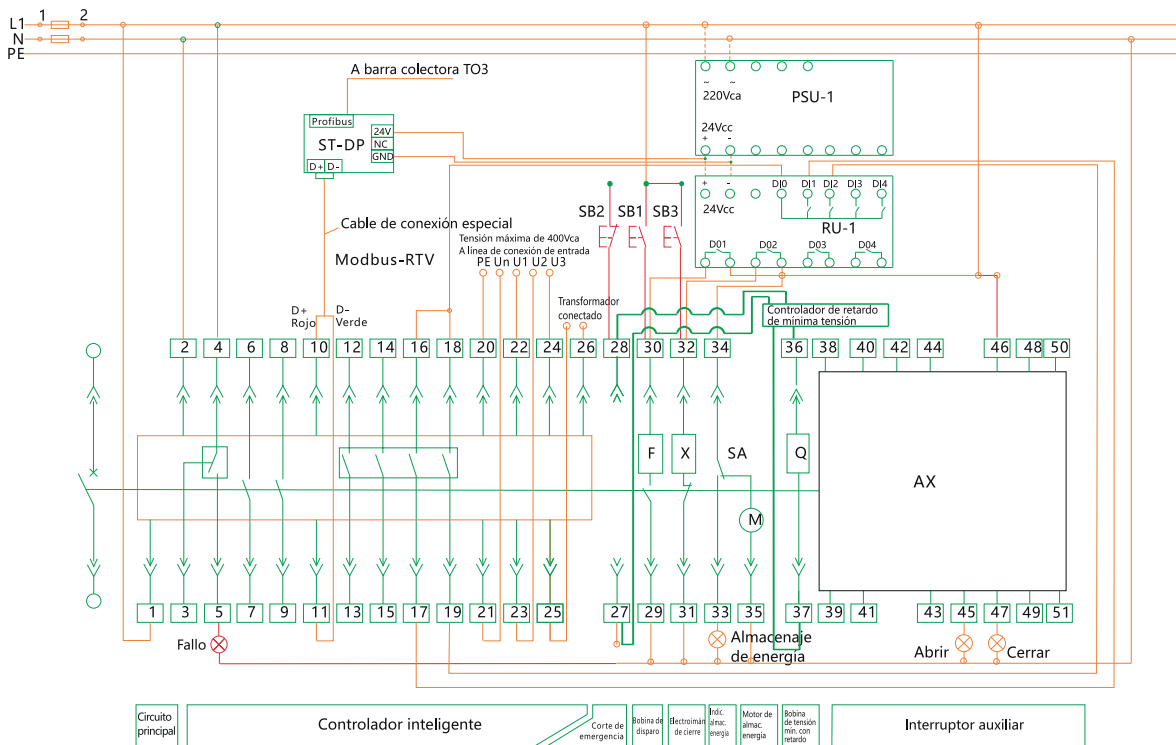 1 2
L1
N
PE
A barra colectora TO3
Profibus
ST-DP
24V
NC
GND
D+ D-
~ ~
220Vca
PSU-1
24Vcc
+ -
+ -
24Vcc
DJ0 DJ1 DJ2 DJ3 DJ4
RU-1
D01 D02 D03 D04
SB2 SB1 SB3
Cable de conexión especial
Modbus-RTV
Tensión máxima de 400Vca
A línea de conexión de entrada
PE Un U1 U2 U3
Transformador
conectado
D+
Rojo
D-
Verde
Controlador de retardo
de mínima tensión
2 4 6 8 10 12 14 16 18 20 22 24 26 28 30 32 34 36 38 40 42 44 46 48 50
F X SA Q
M
AX
1 3 5 7 9 11 13 15 17 19 21 23 25 27 29 31 33 35 37 39 41 43 45 47 49 51
Fallo
Almacenaje
de energía
Abrir
Cerrar
Circuito
principal
Controlador inteligente
Corte de
emergencia
Bobina de
disparo
Electroimán
de cierre
Indic.
almac.
energía
Motor de
almac.
energía
Bobina
de tensión
min. con
retardo
Interruptor auxiliar